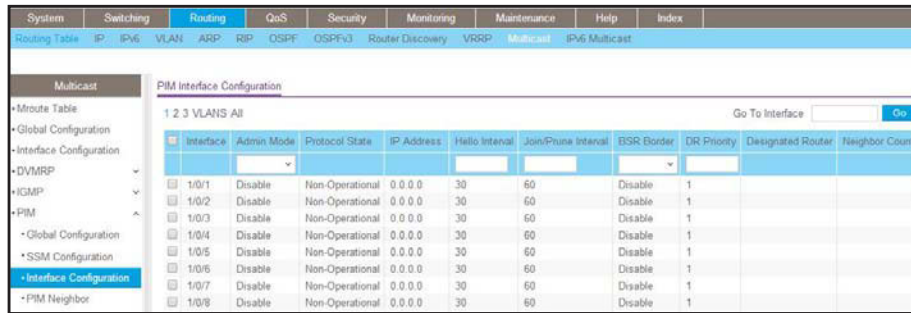 System Switching Routing QoS Security Monitoring Maintenance Help Index
Routing Table IP IPv6 VLAN ARP RIP OSPF OSPFv3 Router Discovery VRRP Multicast IPv6 Multicast
Multicast
PIM Interface Configuration
• Mroute Table
• Global Configuration
• Interface Configuration
• DVMRP
• IGMP
• PIM
• Global Configuration
• SSM Configuration
• Interface Configuration
• PIM Neighbor
1 2 3 VLANS All
Go To Interface Go
Interface Admin Mode Protocol State IP Address Hello Interval Join/Prune Interval BSR Border DR Priority Designated Router Neighbor Coun
1/0/1 Disable Non-Operational 0.0.0.0 30 60 Disable 1
1/0/2 Disable Non-Operational 0.0.0.0 30 60 Disable 1
1/0/3 Disable Non-Operational 0.0.0.0 30 60 Disable 1
1/0/4 Disable Non-Operational 0.0.0.0 30 60 Disable 1
1/0/5 Disable Non-Operational 0.0.0.0 30 60 Disable 1
1/0/6 Disable Non-Operational 0.0.0.0 30 60 Disable 1
1/0/7 Disable Non-Operational 0.0.0.0 30 60 Disable 1
1/0/8 Disable Non-Operational 0.0.0.0 30 60 Disable 1